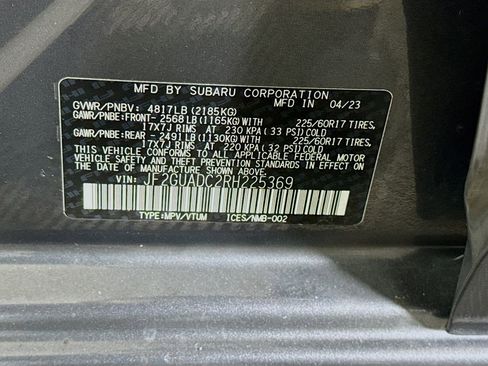 MFD BY SUBARU CORPORATION
GVWR/PNBV: 4817LB(2185KG) MFD IN 04/23
GAWR/PNBE:FRONT- 2568LB(1165KG)WITH 225/60R17 TIRES,
17X7J RIMS AT 230 KPA(33 PSI)COLD
GAWR/PNBE:REAR - 2491LB(1130KG)WITH 225/60R17 TIRES,
17X7J RIMS AT 220 KPA(32 PSI)COLD
THIS VEHICLE CONFORMS TO ALL APPLICABLE FEDERAL
MOTOR VEHICLE SAFETY STANDARDS IN EFFECT ON THE
DATE OF MANUFACTURE SHOWN ABOVE.
VIN: JF2GUADC2RH225369
TYPE:MPV/VTUM ICES/NMB-002